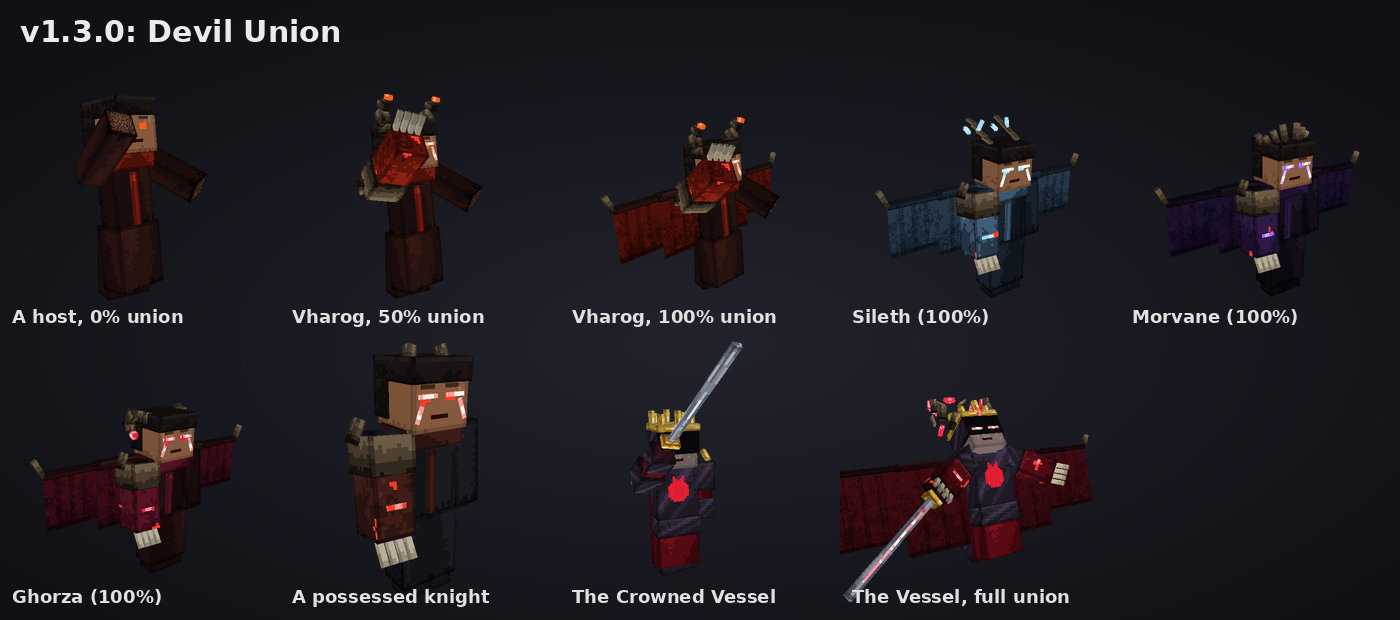 v1.3.0: Devil Union
A host, 0% union
Vharog, 50% union
Vharog, 100% union
Sileth (100%)
Morvane (100%)
Ghorza (100%)
A possessed knight
The Crowned Vessel
The Vessel, full union